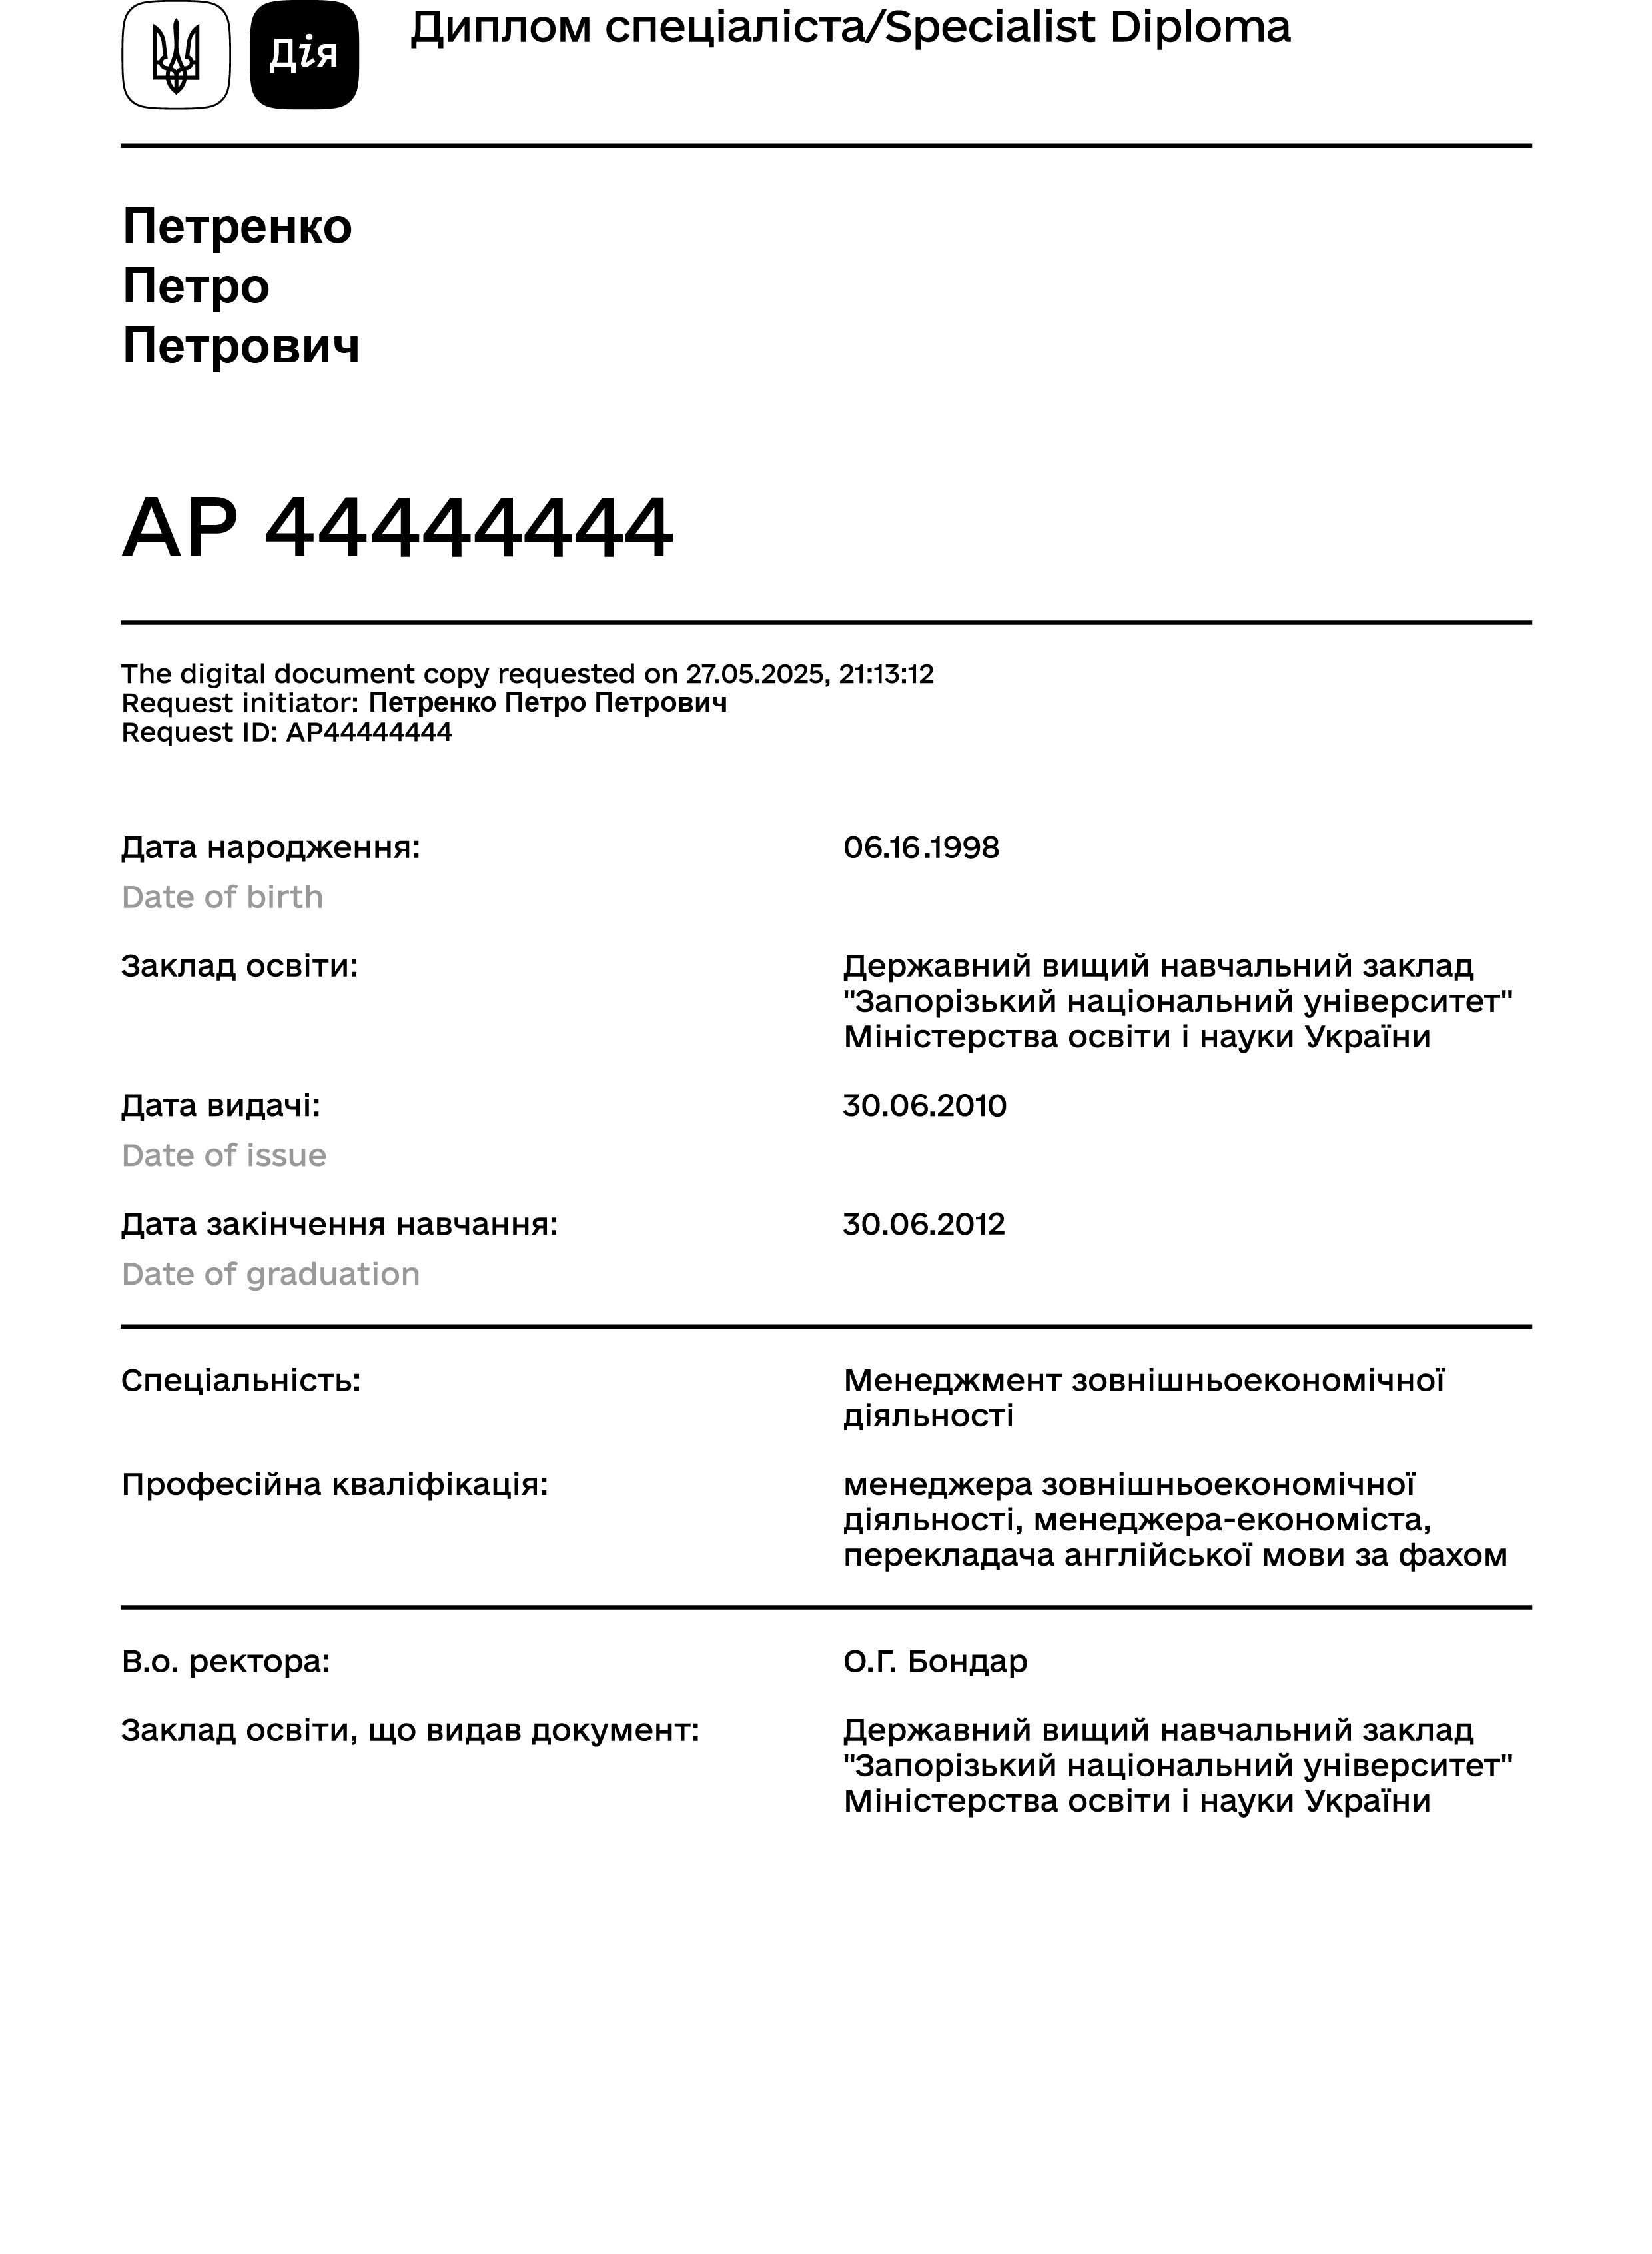 Дія
Диплом спеціаліста/Specialist Diploma
Петренко
Петро
Петрович
АР 44444444
The digital document copy requested on 27.05.2025, 21:13:12
Request initiator: Петренко Петро Петрович
Request ID: АР44444444
Дата народження: 06.16.1998
Date of birth
Заклад освіти: Державний вищий навчальний заклад
"Запорізький національний університет"
Міністерства освіти і науки України
Дата видачі: 30.06.2010
Date of issue
Дата закінчення навчання: 30.06.2012
Date of graduation
Спеціальність: Менеджмент зовнішньоекономічної
діяльності
Професійна кваліфікація: менеджера зовнішньоекономічної
діяльності, менеджера-економіста,
перекладача англійської мови за фахом
В.о. ректора: О.Г. Бондар
Заклад освіти, що видав документ: Державний вищий навчальний заклад
"Запорізький національний університет"
Міністерства освіти і науки України